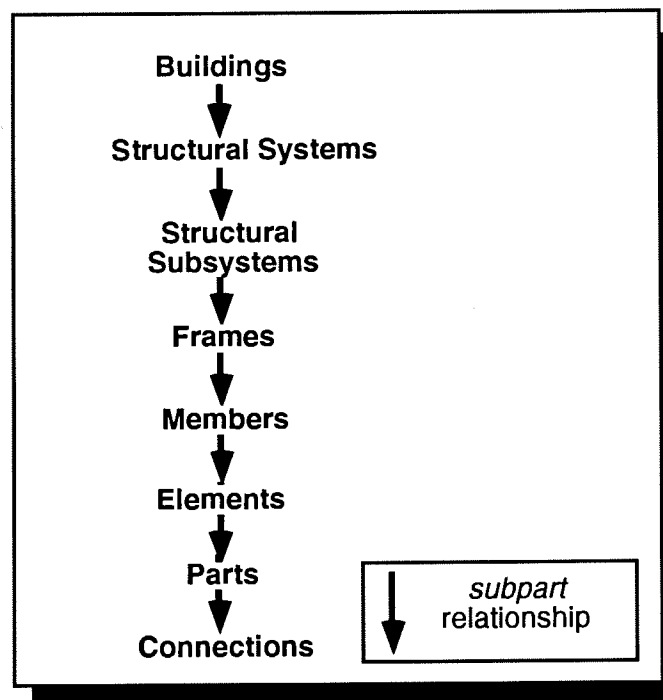 Buildings
Structural Systems
Structural
Subsystems
Frames
Members
Elements
Parts
Connections
subpart
relationship